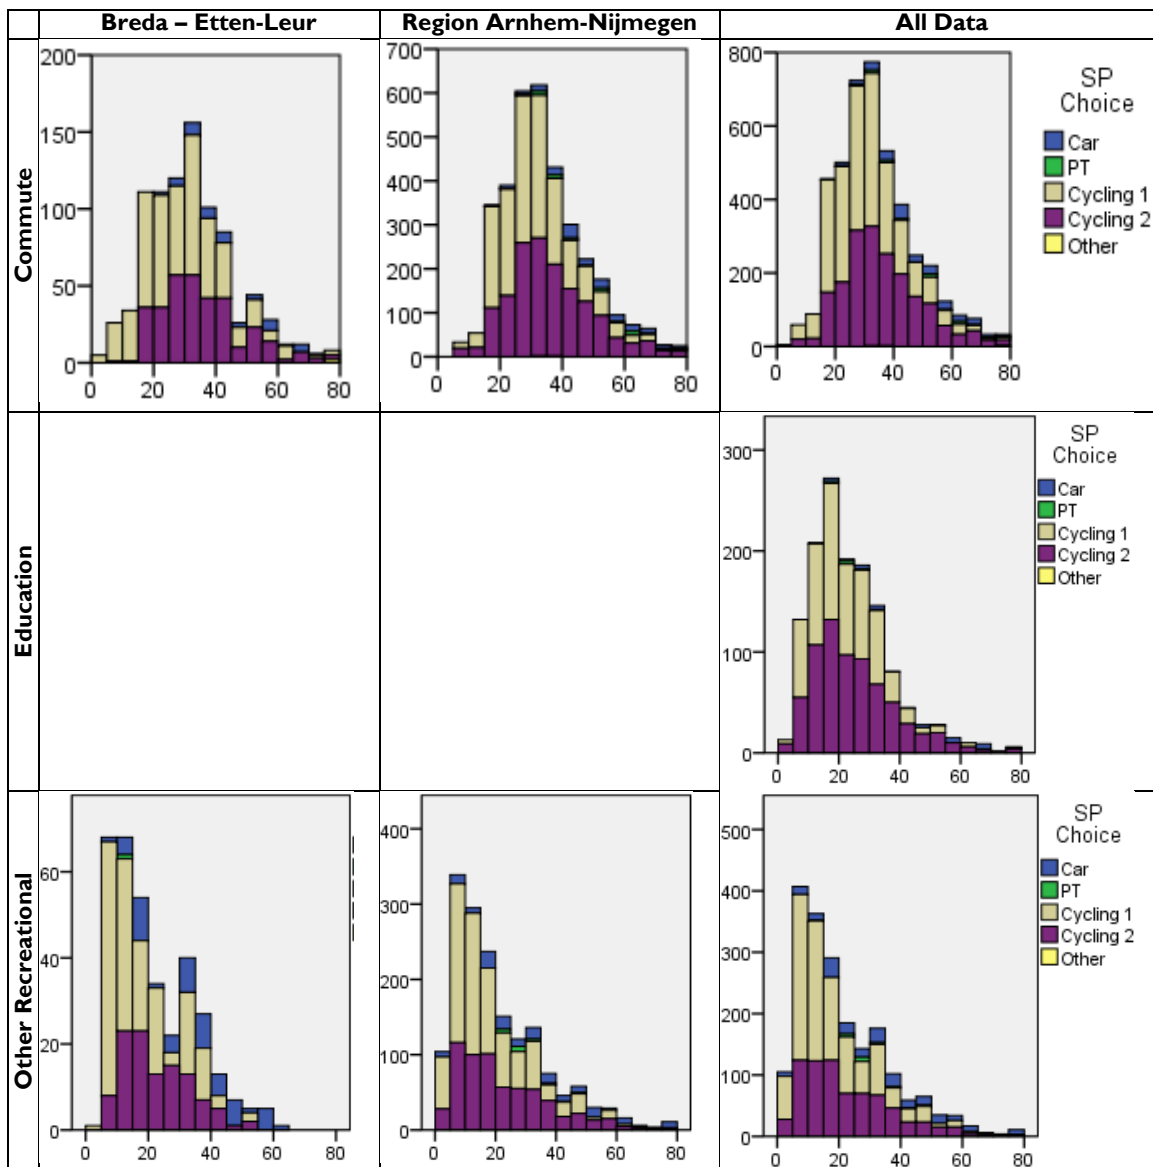 Breda – Etten-Leur Region Arnhem-Nijmegen All Data
Commute
200
150
100
50
0
0 20 40 60 80
700
600
500
400
300
200
100
0
0 20 40 60 80
800
600
400
200
0
0 20 40 60 80
SP
Choice
Car
PT
Cycling 1
Cycling 2
Other
Education
300
200
100
0
0 20 40 60 80
SP
Choice
Car
PT
Cycling 1
Cycling 2
Other
Other Recreational
60
40
20
0
0 20 40 60 80
400
300
200
100
0
0 20 40 60 80
500
400
300
200
100
0
0 20 40 60 80
SP
Choice
Car
PT
Cycling 1
Cycling 2
Other